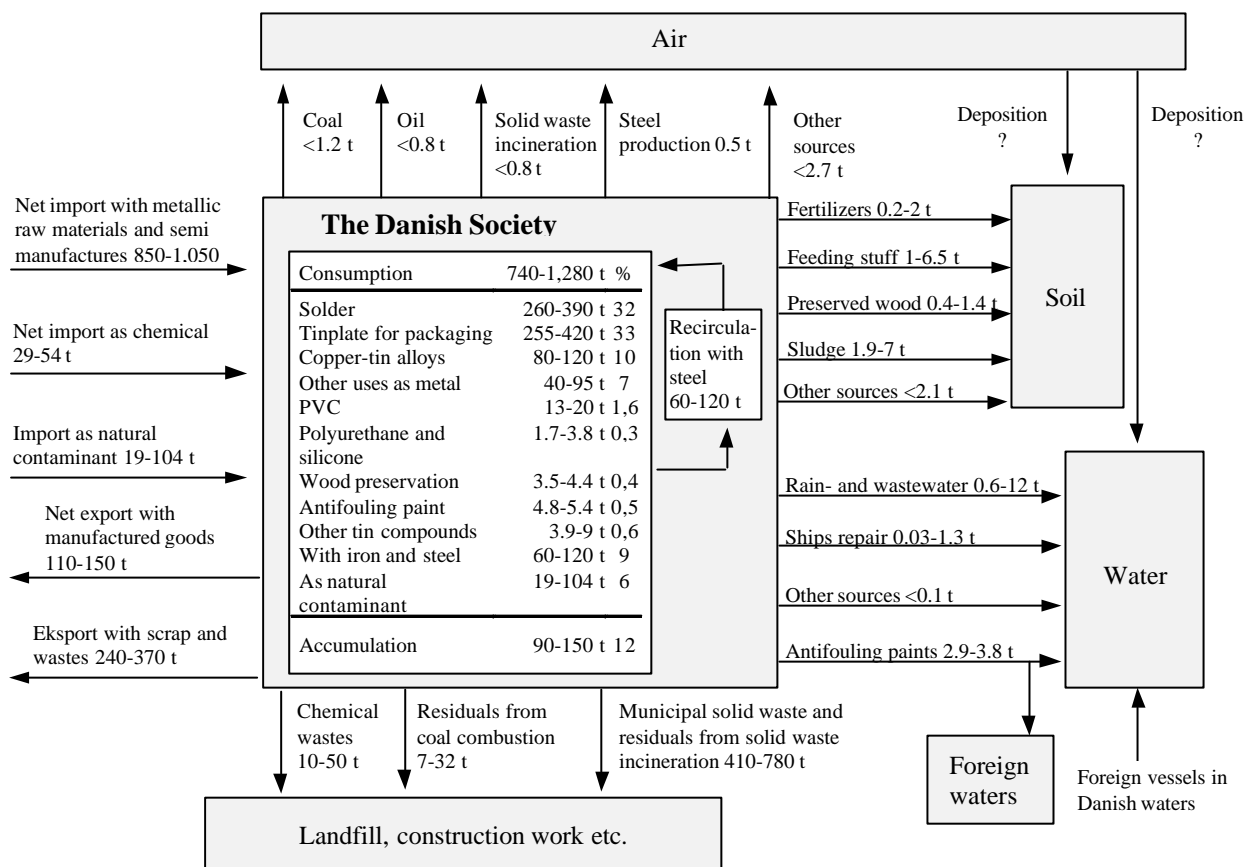 Air
Coal
<1.2 t
Oil
<0.8 t
Solid waste
incineration
<0.8 t
Steel
production 0.5 t
Other
sources
<2.7 t
Deposition
?
Deposition
?
Net import with metallic
raw materials and semi
manufactures 850-1.050
Net import as chemical
29-54 t
Import as natural
contaminant 19-104 t
Net export with
manufactured goods
110-150 t
Eksport with scrap and
wastes 240-370 t
The Danish Society
Consumption 740-1,280 t %
Solder 260-390 t 32
Tinplate for packaging 255-420 t 33
Copper-tin alloys 80-120 t 10
Other uses as metal 40-95 t 7
PVC 13-20 t 1,6
Polyurethane and 1.7-3.8 t 0,3
silicone
Wood preservation 3.5-4.4 t 0,4
Antifouling paint 4.8-5.4 t 0,5
Other tin compounds 3.9-9 t 0,6
With iron and steel 60-120 t 9
As natural 19-104 t 6
contaminant
Accumulation 90-150 t 12
Recircula-
tion with
steel
60-120 t
Fertilizers 0.2-2 t
Feeding stuff 1-6.5 t
Preserved wood 0.4-1.4 t
Sludge 1.9-7 t
Other sources <2.1 t
Soil
Rain- and wastewater 0.6-12 t
Ships repair 0.03-1.3 t
Other sources <0.1 t
Antifouling paints 2.9-3.8 t
Water
Foreign
waters
Foreign vessels in
Danish waters
Chemical
wastes
10-50 t
Residuals from
coal combustion
7-32 t
Municipal solid waste and
residuals from solid waste
incineration 410-780 t
Landfill, construction work etc.